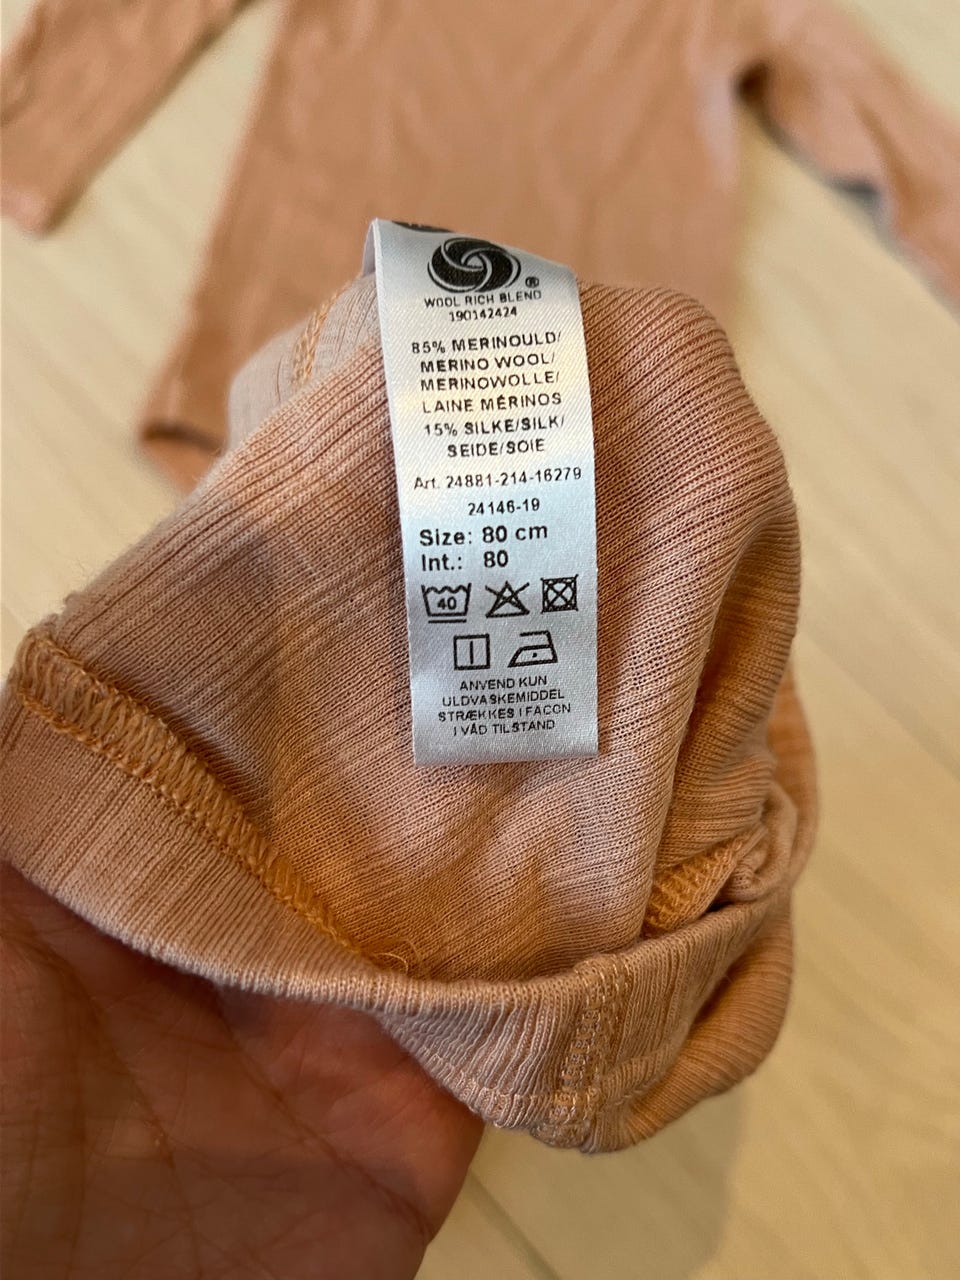 ®
WOOL RICH BLEND
190142424
85% MERINOULD/
MERINO WOOL/
MERINOWOLLE/
LAINE MÉRINOS
15% SILKE/SILK/
SEIDE/SOIE
Art. 24881-214-16279
24146-19
Size: 80 cm
Int.: 80
40
ANVEND KUN
ULDVASKEMIDDEL
STRÆKKES I FACON
I VÅD TILSTAND